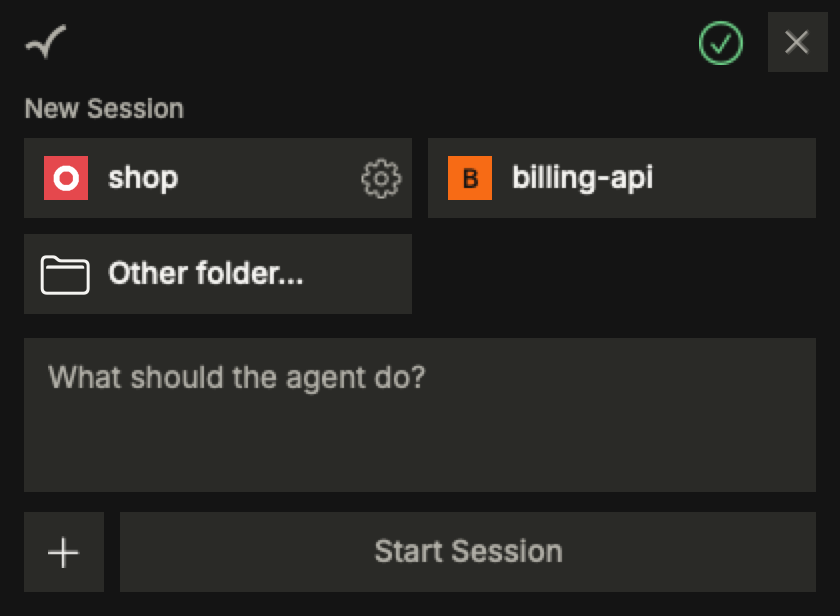 New Session
shop
B billing-api
Other folder...
What should the agent do?
Start Session